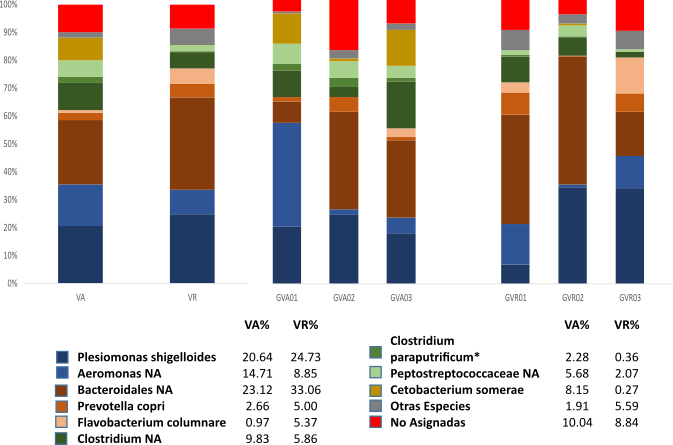 100%
90%
80%
70%
60%
50%
40%
30%
20%
10%
0%
VA VR GVA01 GVA02 GVA03 GVR01 GVR02 GVR03
VA% VR%
Plesiomonas shigelloides 20.64 24.73
Aeromonas NA 14.71 8.85
Bacteroidales NA 23.12 33.06
Prevotella copri 2.66 5.00
Flavobacterium columnare 0.97 5.37
Clostridium NA 9.83 5.86
VA% VR%
Clostridium
paraputrificum* 2.28 0.36
Peptostreptococcaceae NA 5.68 2.07
Cetobacterium somerae 8.15 0.27
Otras Especies 1.91 5.59
No Asignadas 10.04 8.84